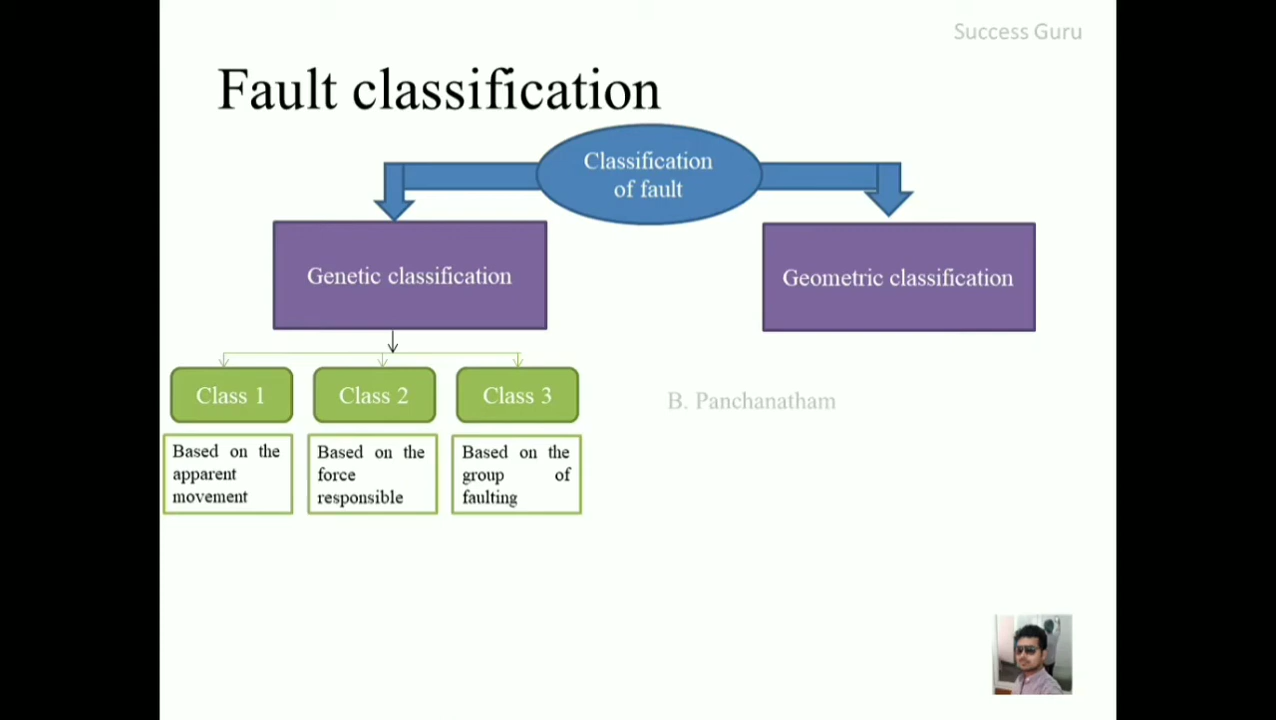 Success Guru
Fault classification
Classification
of fault
Genetic classification
Geometric classification
Class 1
Class 2
Class 3
Based on the
apparent
movement
Based on the
force
responsible
Based on the
group of
faulting
B. Panchanatham